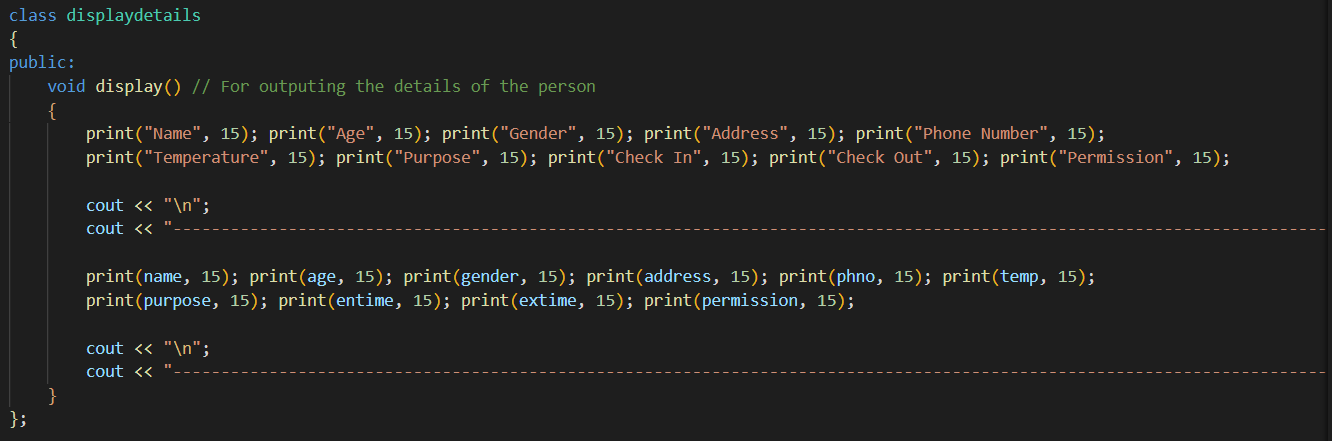 class displaydetails
{
public:
    void display() // For outputing the details of the person
    {
        print("Name", 15); print("Age", 15); print("Gender", 15); print("Address", 15); print("Phone Number", 15);
        print("Temperature", 15); print("Purpose", 15); print("Check In", 15); print("Check Out", 15); print("Permission", 15);
        cout << "\n";
        cout << "------------------------------------------------------------------------------------------------------------------------
        print(name, 15); print(age, 15); print(gender, 15); print(address, 15); print(phno, 15); print(temp, 15);
        print(purpose, 15); print(entime, 15); print(extime, 15); print(permission, 15);
        cout << "\n";
        cout << "------------------------------------------------------------------------------------------------------------------------
    }
};